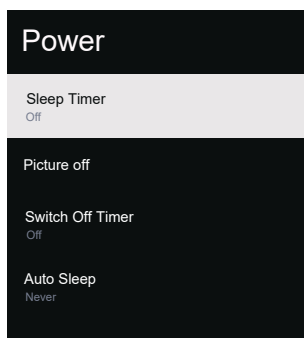 Power
Sleep Timer
Off
Picture off
Switch Off Timer
Off
Auto Sleep
Never